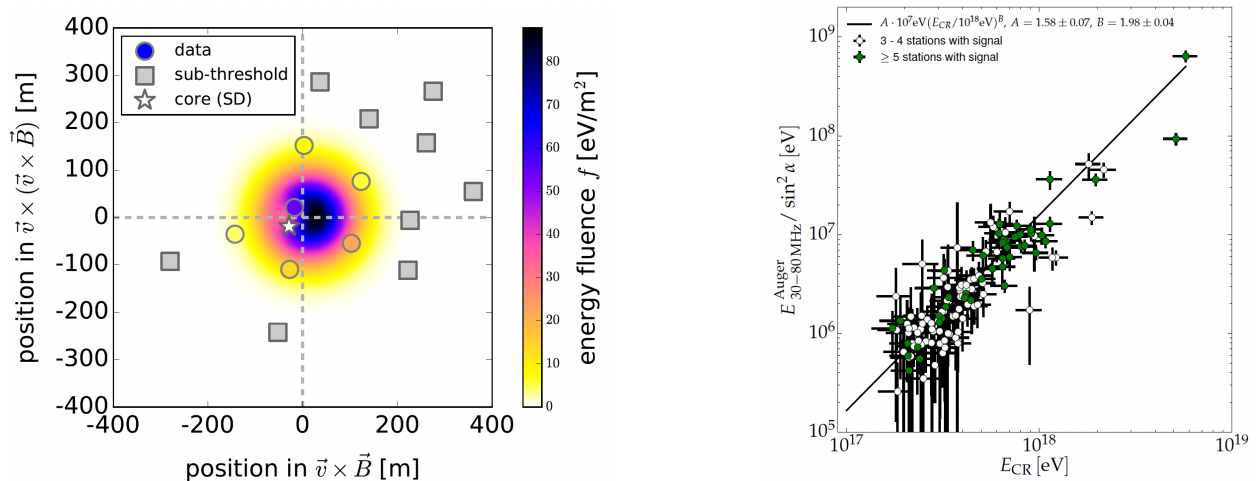 400
300
200
100
0
-100
-200
-300
-400
-400
-200
0
200
400
position in v⃗ × (v⃗ × B⃗) [m]
position in v⃗ × B⃗ [m]
data
sub-threshold
core (SD)
80
70
60
50
40
30
20
10
0
energy fluence f [eV/m²]
A · 10⁷eV(E_CR/10¹⁸eV)^B, A = 1.58 ± 0.07, B = 1.98 ± 0.04
3 - 4 stations with signal
≥ 5 stations with signal
10⁹
10⁸
10⁷
10⁶
10⁵
10¹⁷
10¹⁸
10¹⁹
E^Auger_30−80 MHz / sin² α [eV]
E_CR [eV]